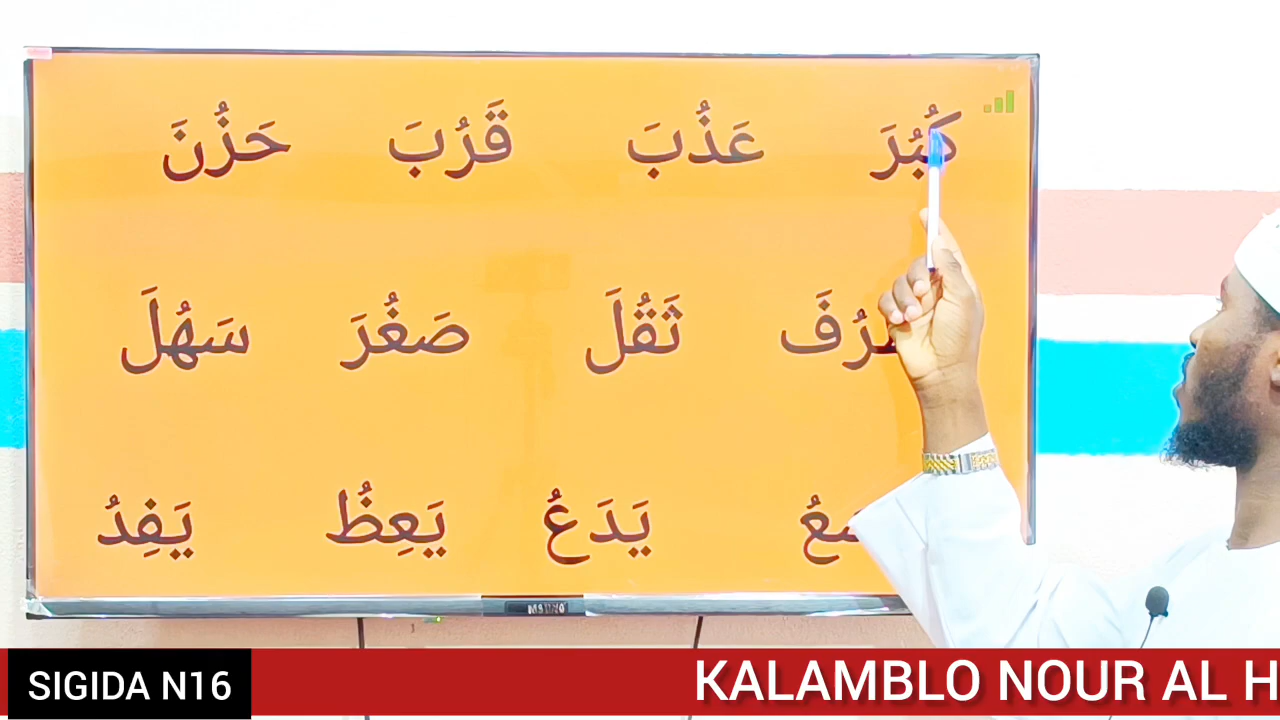 كَبُرَ عَذُبَ قَرُبَ حَزُنَ
ثَقُلَ صَغُرَ سَهُلَ
يَدَعُ يَعِظُ يَفِدُ
SIGIDA N16
KALAMBLO NOUR AL H